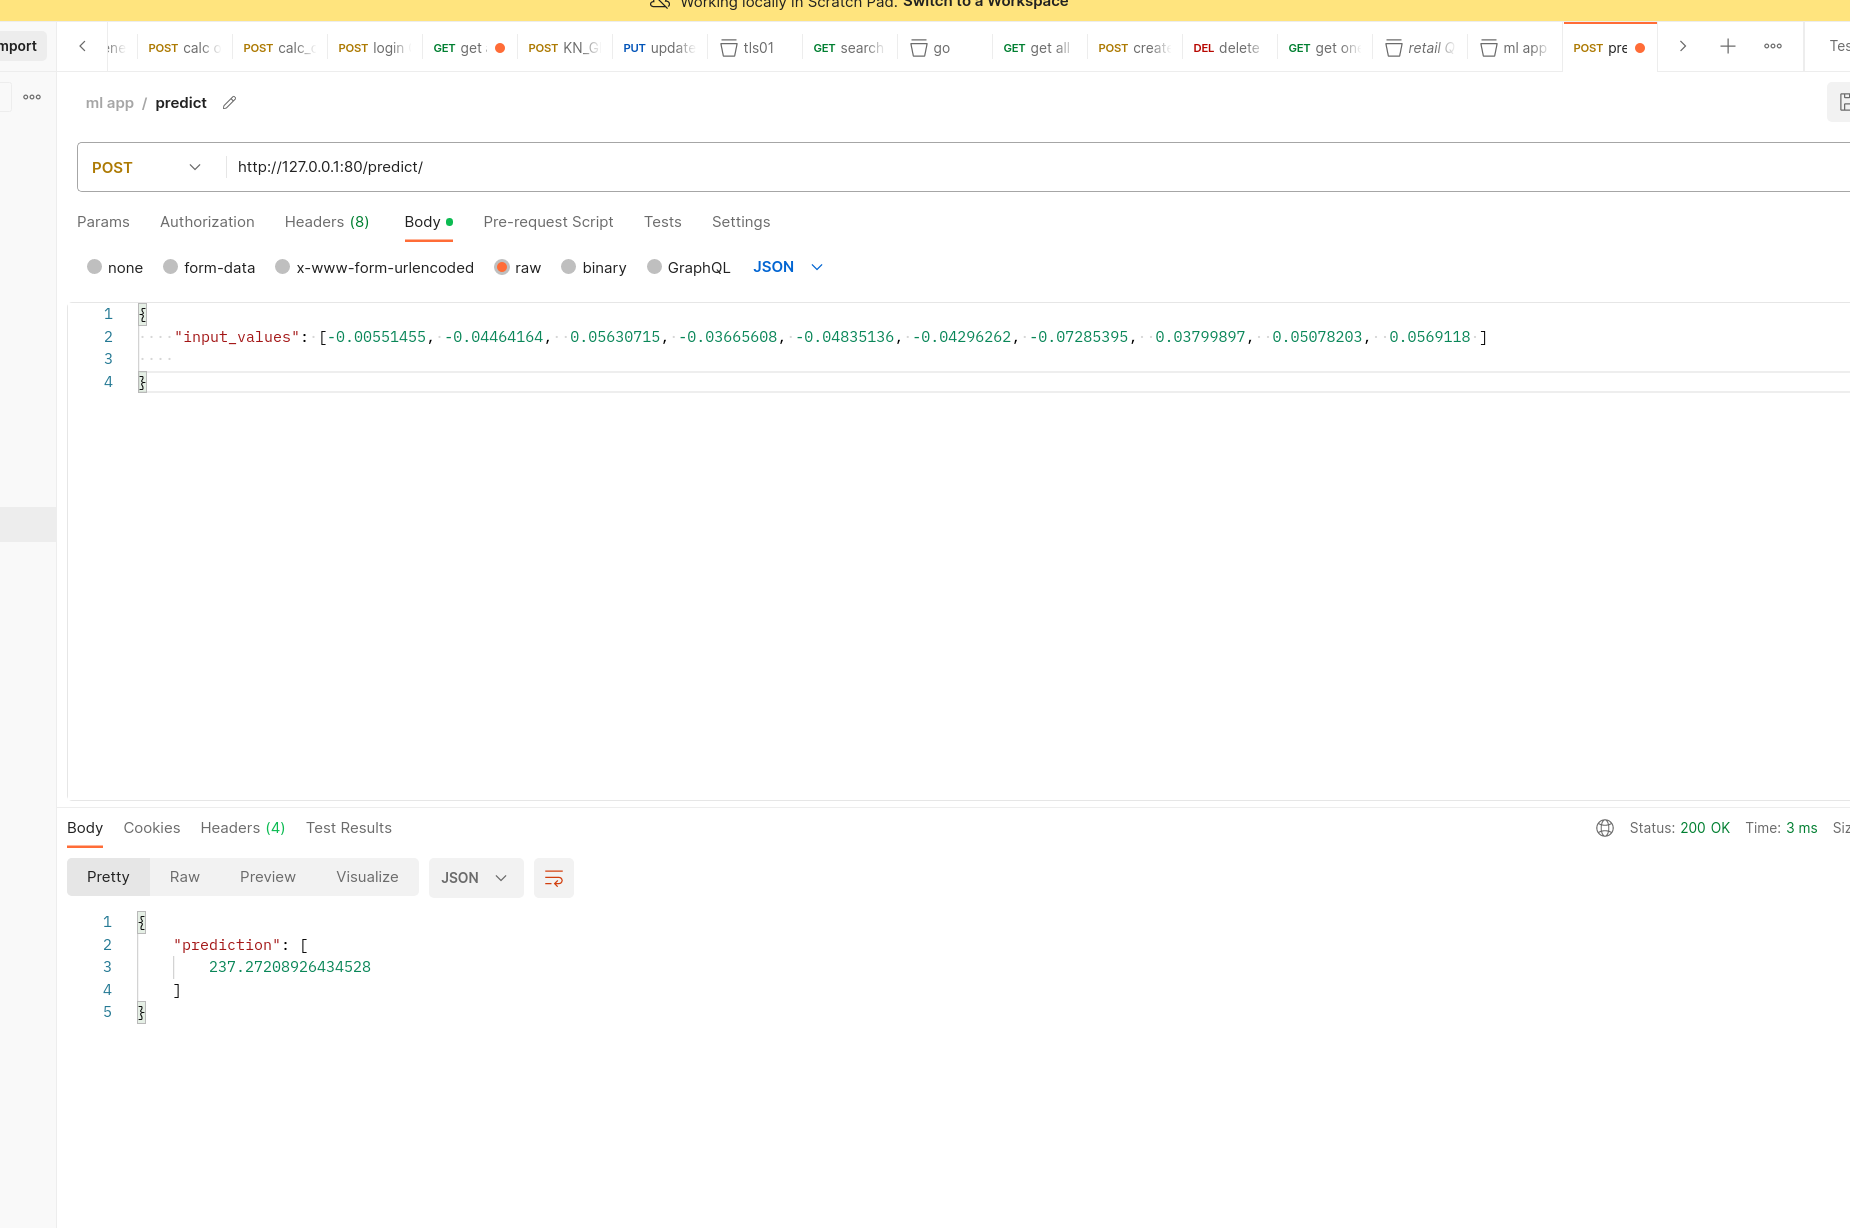 Working locally in Scratch Pad. Switch to a Workspace
POST calc POST calc_ POST login GET get POST KN_G PUT update tls01 GET search go GET get all POST create DEL delete GET get one retail Q ml app POST pre
ml app / predict
POST http://127.0.0.1:80/predict/
Params Authorization Headers (8) Body Pre-request Script Tests Settings
none form-data x-www-form-urlencoded raw binary GraphQL JSON
1 {
2 "input_values": [-0.00551455, -0.04464164, 0.05630715, -0.03665608, -0.04835136, -0.04296262, -0.07285395, 0.03799897, 0.05078203, 0.0569118 ]
3
4 }
Body Cookies Headers (4) Test Results Status: 200 OK Time: 3 ms
Pretty Raw Preview Visualize JSON
1 {
2 "prediction": [
3 237.27208926434528
4 ]
5 }